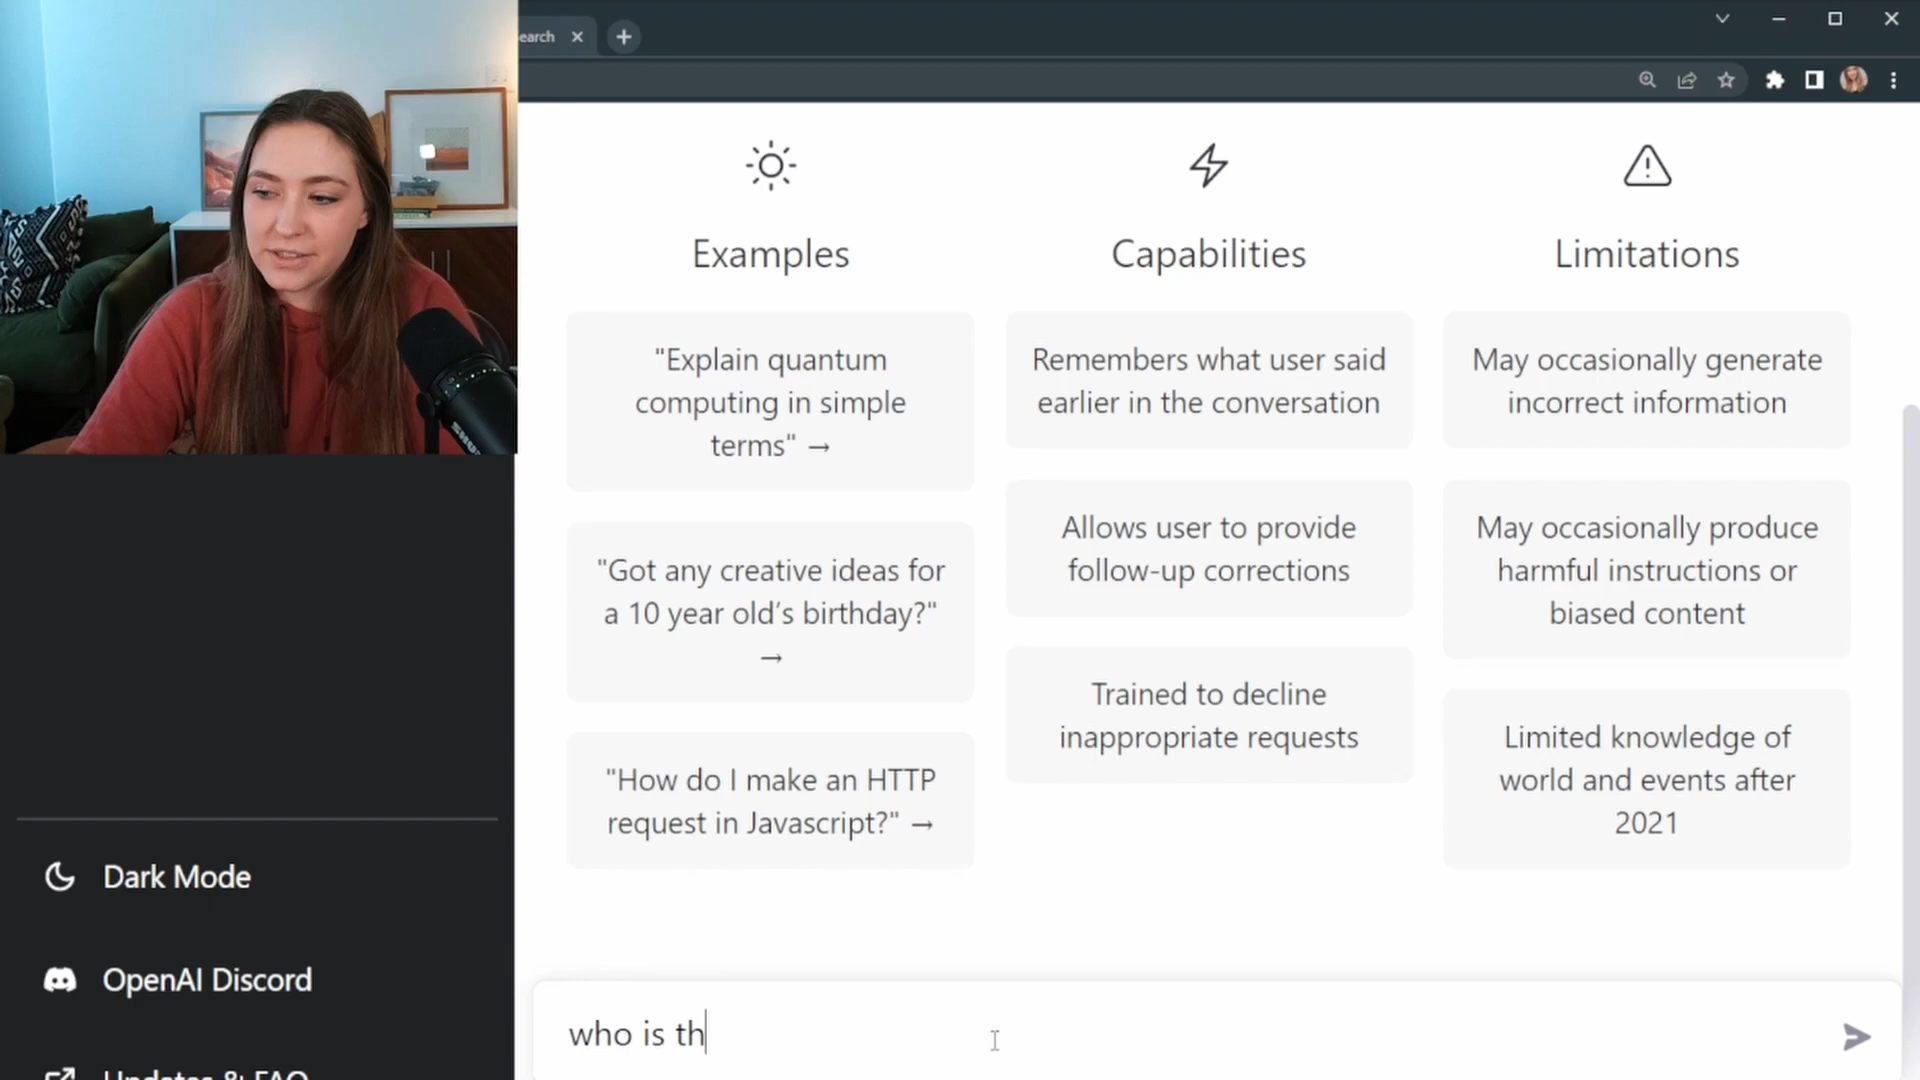 earch
Examples
Capabilities
Limitations
"Explain quantum
computing in simple
terms" →
Remembers what user said
earlier in the conversation
May occasionally generate
incorrect information
"Got any creative ideas for
a 10 year old’s birthday?"
→
Allows user to provide
follow-up corrections
May occasionally produce
harmful instructions or
biased content
"How do I make an HTTP
request in Javascript?" →
Trained to decline
inappropriate requests
Limited knowledge of
world and events after
2021
Dark Mode
OpenAI Discord
Updates & FAQ
who is th